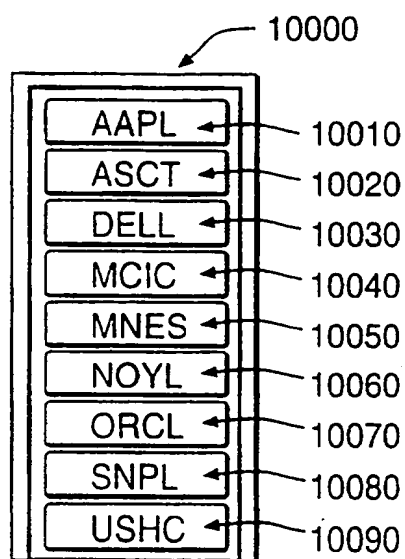 10000
AAPL 10010
ASCT 10020
DELL 10030
MCIC 10040
MNES 10050
NOYL 10060
ORCL 10070
SNPL 10080
USHC 10090